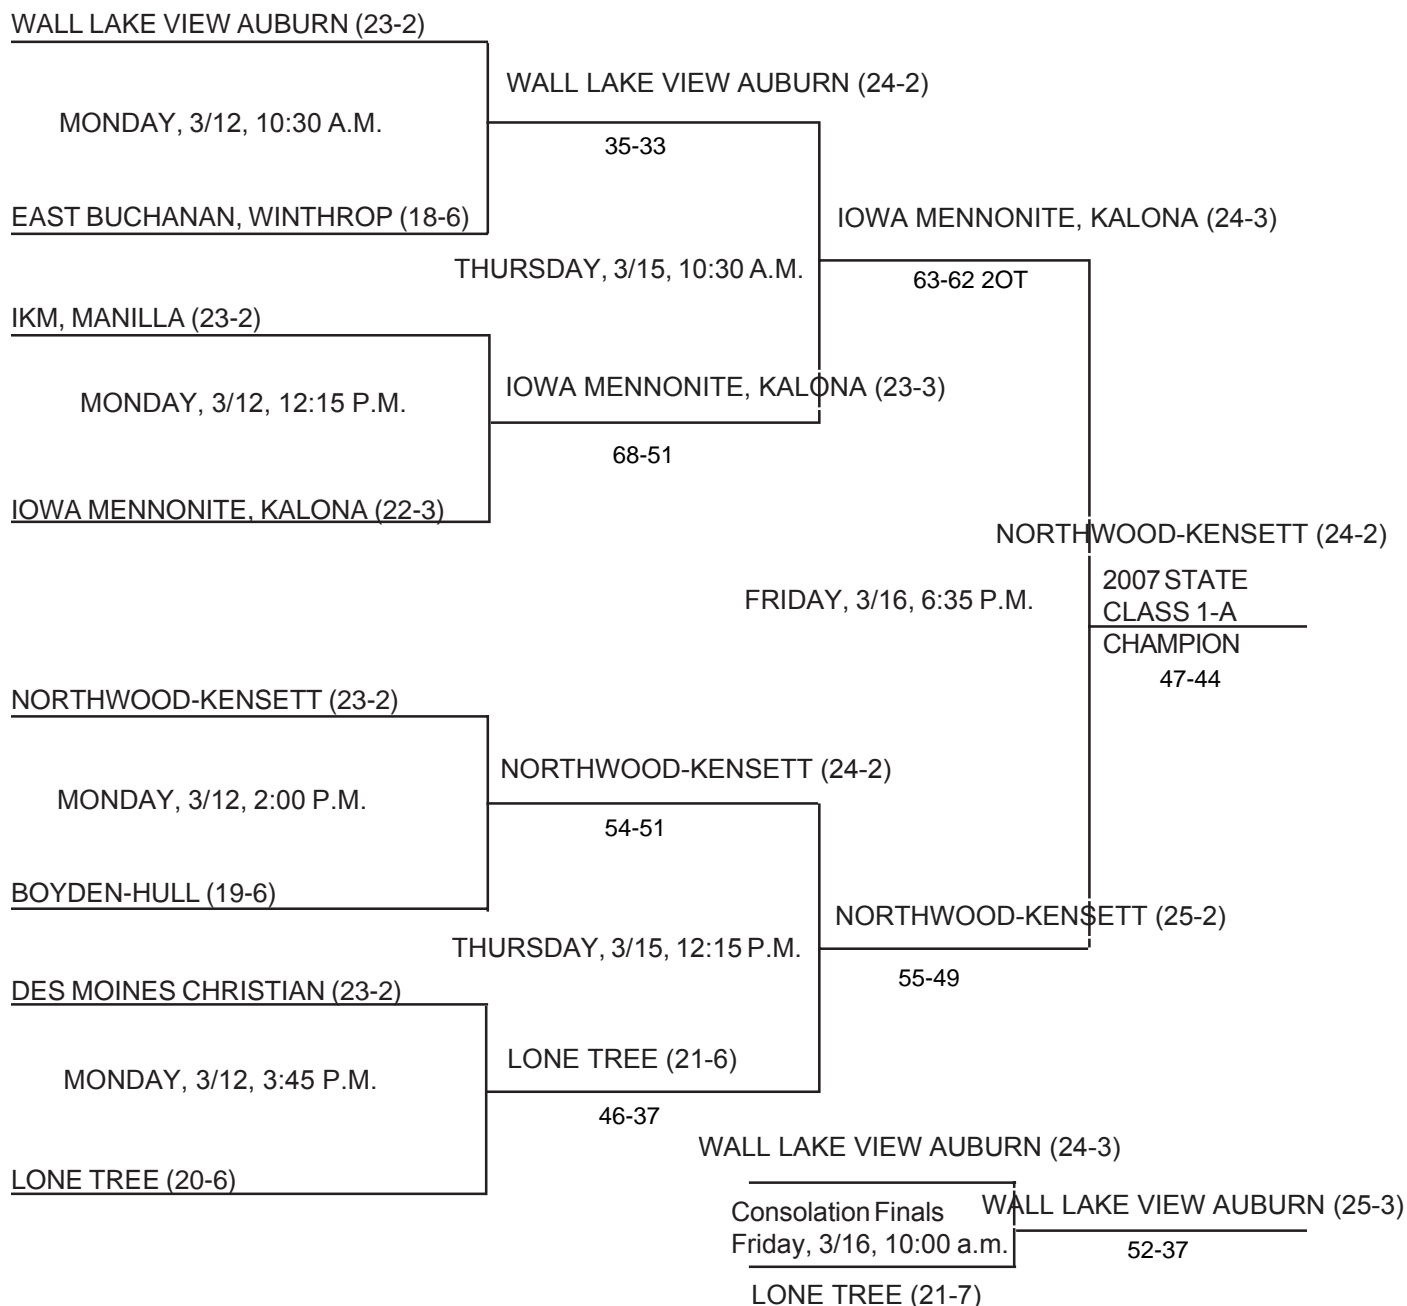 WALL LAKE VIEW AUBURN (23-2)
WALL LAKE VIEW AUBURN (24-2)
MONDAY, 3/12, 10:30 A.M.
35-33
EAST BUCHANAN, WINTHROP (18-6)
IOWA MENNONITE, KALONA (24-3)
THURSDAY, 3/15, 10:30 A.M.
63-62 2OT
IKM, MANILLA (23-2)
IOWA MENNONITE, KALONA (23-3)
MONDAY, 3/12, 12:15 P.M.
68-51
IOWA MENNONITE, KALONA (22-3)
NORTHWOOD-KENSETT (24-2)
FRIDAY, 3/16, 6:35 P.M.
2007 STATE
CLASS 1-A
CHAMPION
47-44
NORTHWOOD-KENSETT (23-2)
NORTHWOOD-KENSETT (24-2)
MONDAY, 3/12, 2:00 P.M.
54-51
BOYDEN-HULL (19-6)
NORTHWOOD-KENSETT (25-2)
THURSDAY, 3/15, 12:15 P.M.
55-49
DES MOINES CHRISTIAN (23-2)
LONE TREE (21-6)
MONDAY, 3/12, 3:45 P.M.
46-37
LONE TREE (20-6)
WALL LAKE VIEW AUBURN (24-3)
Consolation Finals
Friday, 3/16, 10:00 a.m.
WALL LAKE VIEW AUBURN (25-3)
52-37
LONE TREE (21-7)